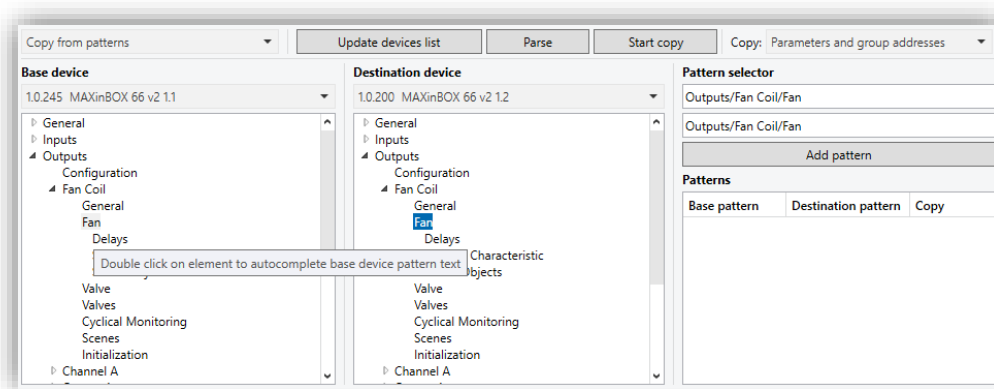 Copy from patterns
Update devices list
Parse
Start copy
Copy: Parameters and group addresses
Base device
1.0.245 MAXinBOX 66 v2 1.1
General
Inputs
Outputs
Configuration
Fan Coil
General
Fan
Delays
Double click on element to autocomplete base device pattern text
Valve
Valves
Cyclical Monitoring
Scenes
Initialization
Channel A
Destination device
1.0.200 MAXinBOX 66 v2 1.2
General
Inputs
Outputs
Configuration
Fan Coil
General
Fan
Delays
Characteristic
Objects
Valve
Valves
Cyclical Monitoring
Scenes
Initialization
Channel A
Pattern selector
Outputs/Fan Coil/Fan
Outputs/Fan Coil/Fan
Add pattern
Patterns
Base pattern Destination pattern Copy